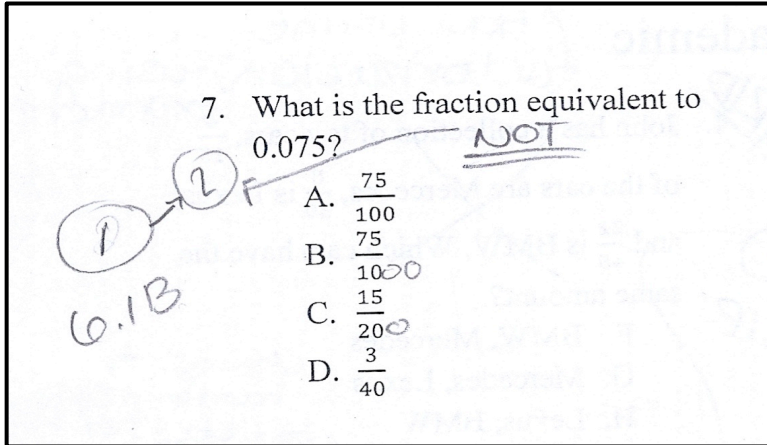 7. What is the fraction equivalent to
NOT
0.075?
2
A. 75/100
1
B. 75/1000
6.1B
C. 15/200
D. 3/40